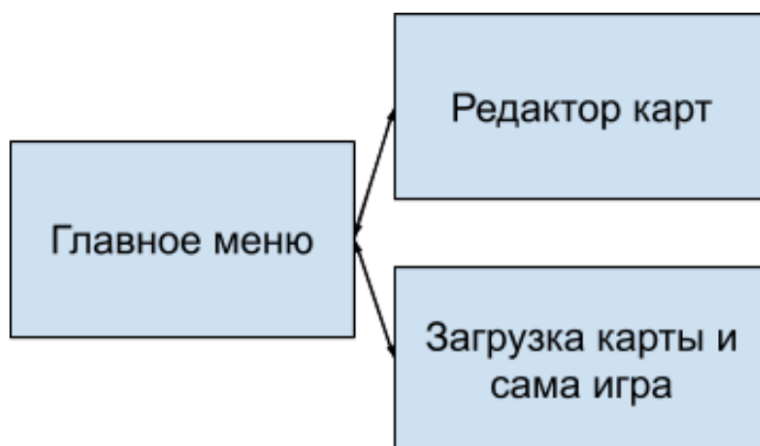 Редактор карт
Главное меню
Загрузка карты и
сама игра